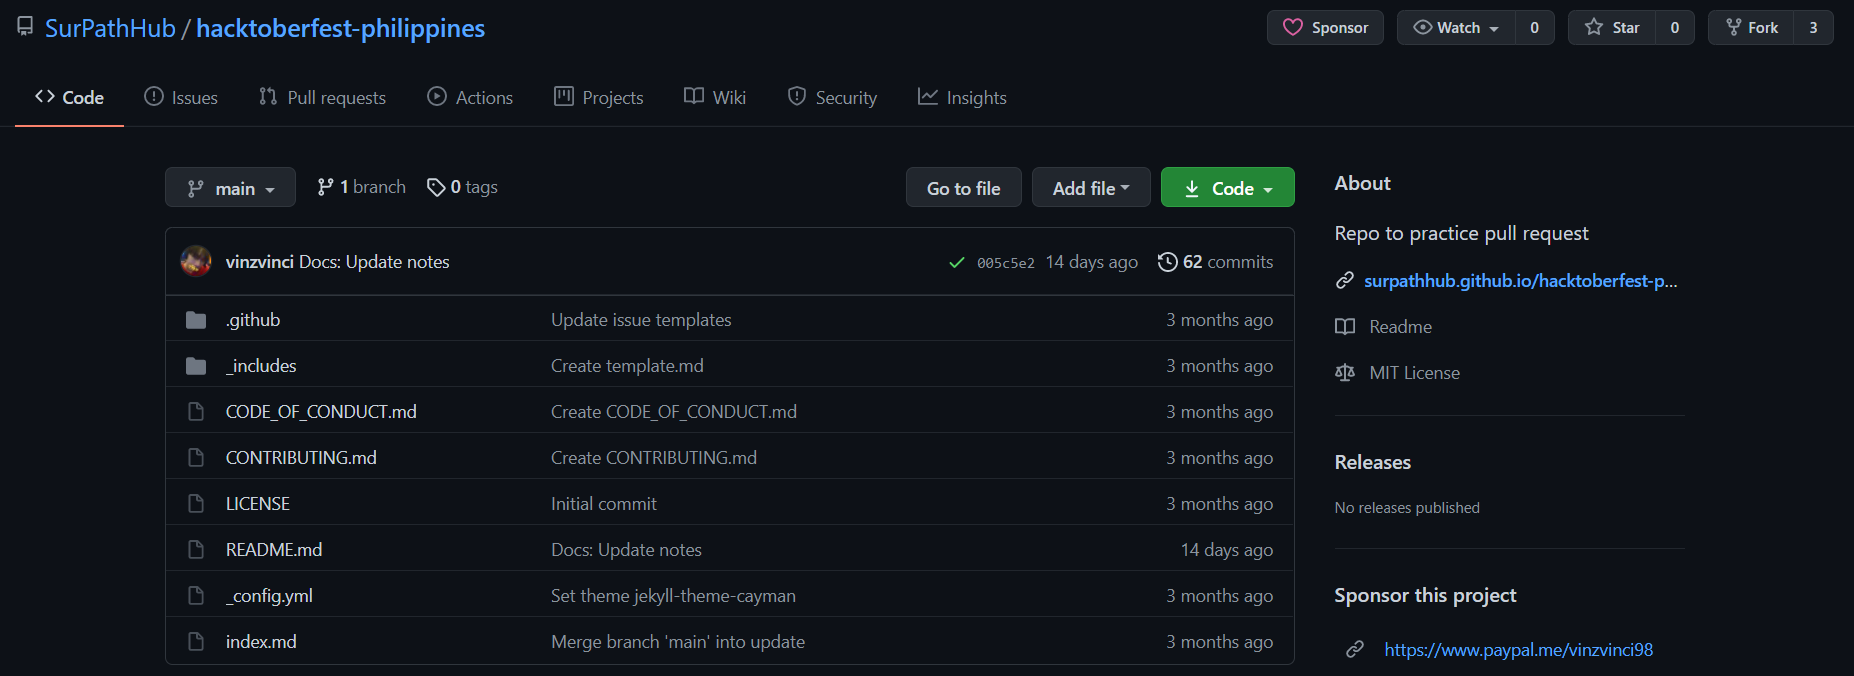 SurPathHub / hacktoberfest-philippines
Sponsor Watch 0 Star 0 Fork 3
Code Issues Pull requests Actions Projects Wiki Security Insights
main 1 branch 0 tags Go to file Add file Code
vinzvinci Docs: Update notes 005c5e2 14 days ago 62 commits
.github Update issue templates 3 months ago
_includes Create template.md 3 months ago
CODE_OF_CONDUCT.md Create CODE_OF_CONDUCT.md 3 months ago
CONTRIBUTING.md Create CONTRIBUTING.md 3 months ago
LICENSE Initial commit 3 months ago
README.md Docs: Update notes 14 days ago
_config.yml Set theme jekyll-theme-cayman 3 months ago
index.md Merge branch 'main' into update 3 months ago
About
Repo to practice pull request
surpathhub.github.io/hacktoberfest-p...
Readme
MIT License
Releases
No releases published
Sponsor this project
https://www.paypal.me/vinzvinci98